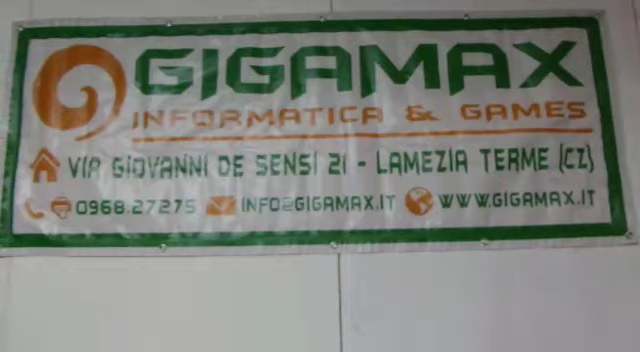 GIGAMAX
INFORMATICA & GAMES
VIA GIOVANNI DE SENSI 21 - LAMEZIA TERME (CZ)
0968.27275 INFO@GIGAMAX.IT WWW.GIGAMAX.IT